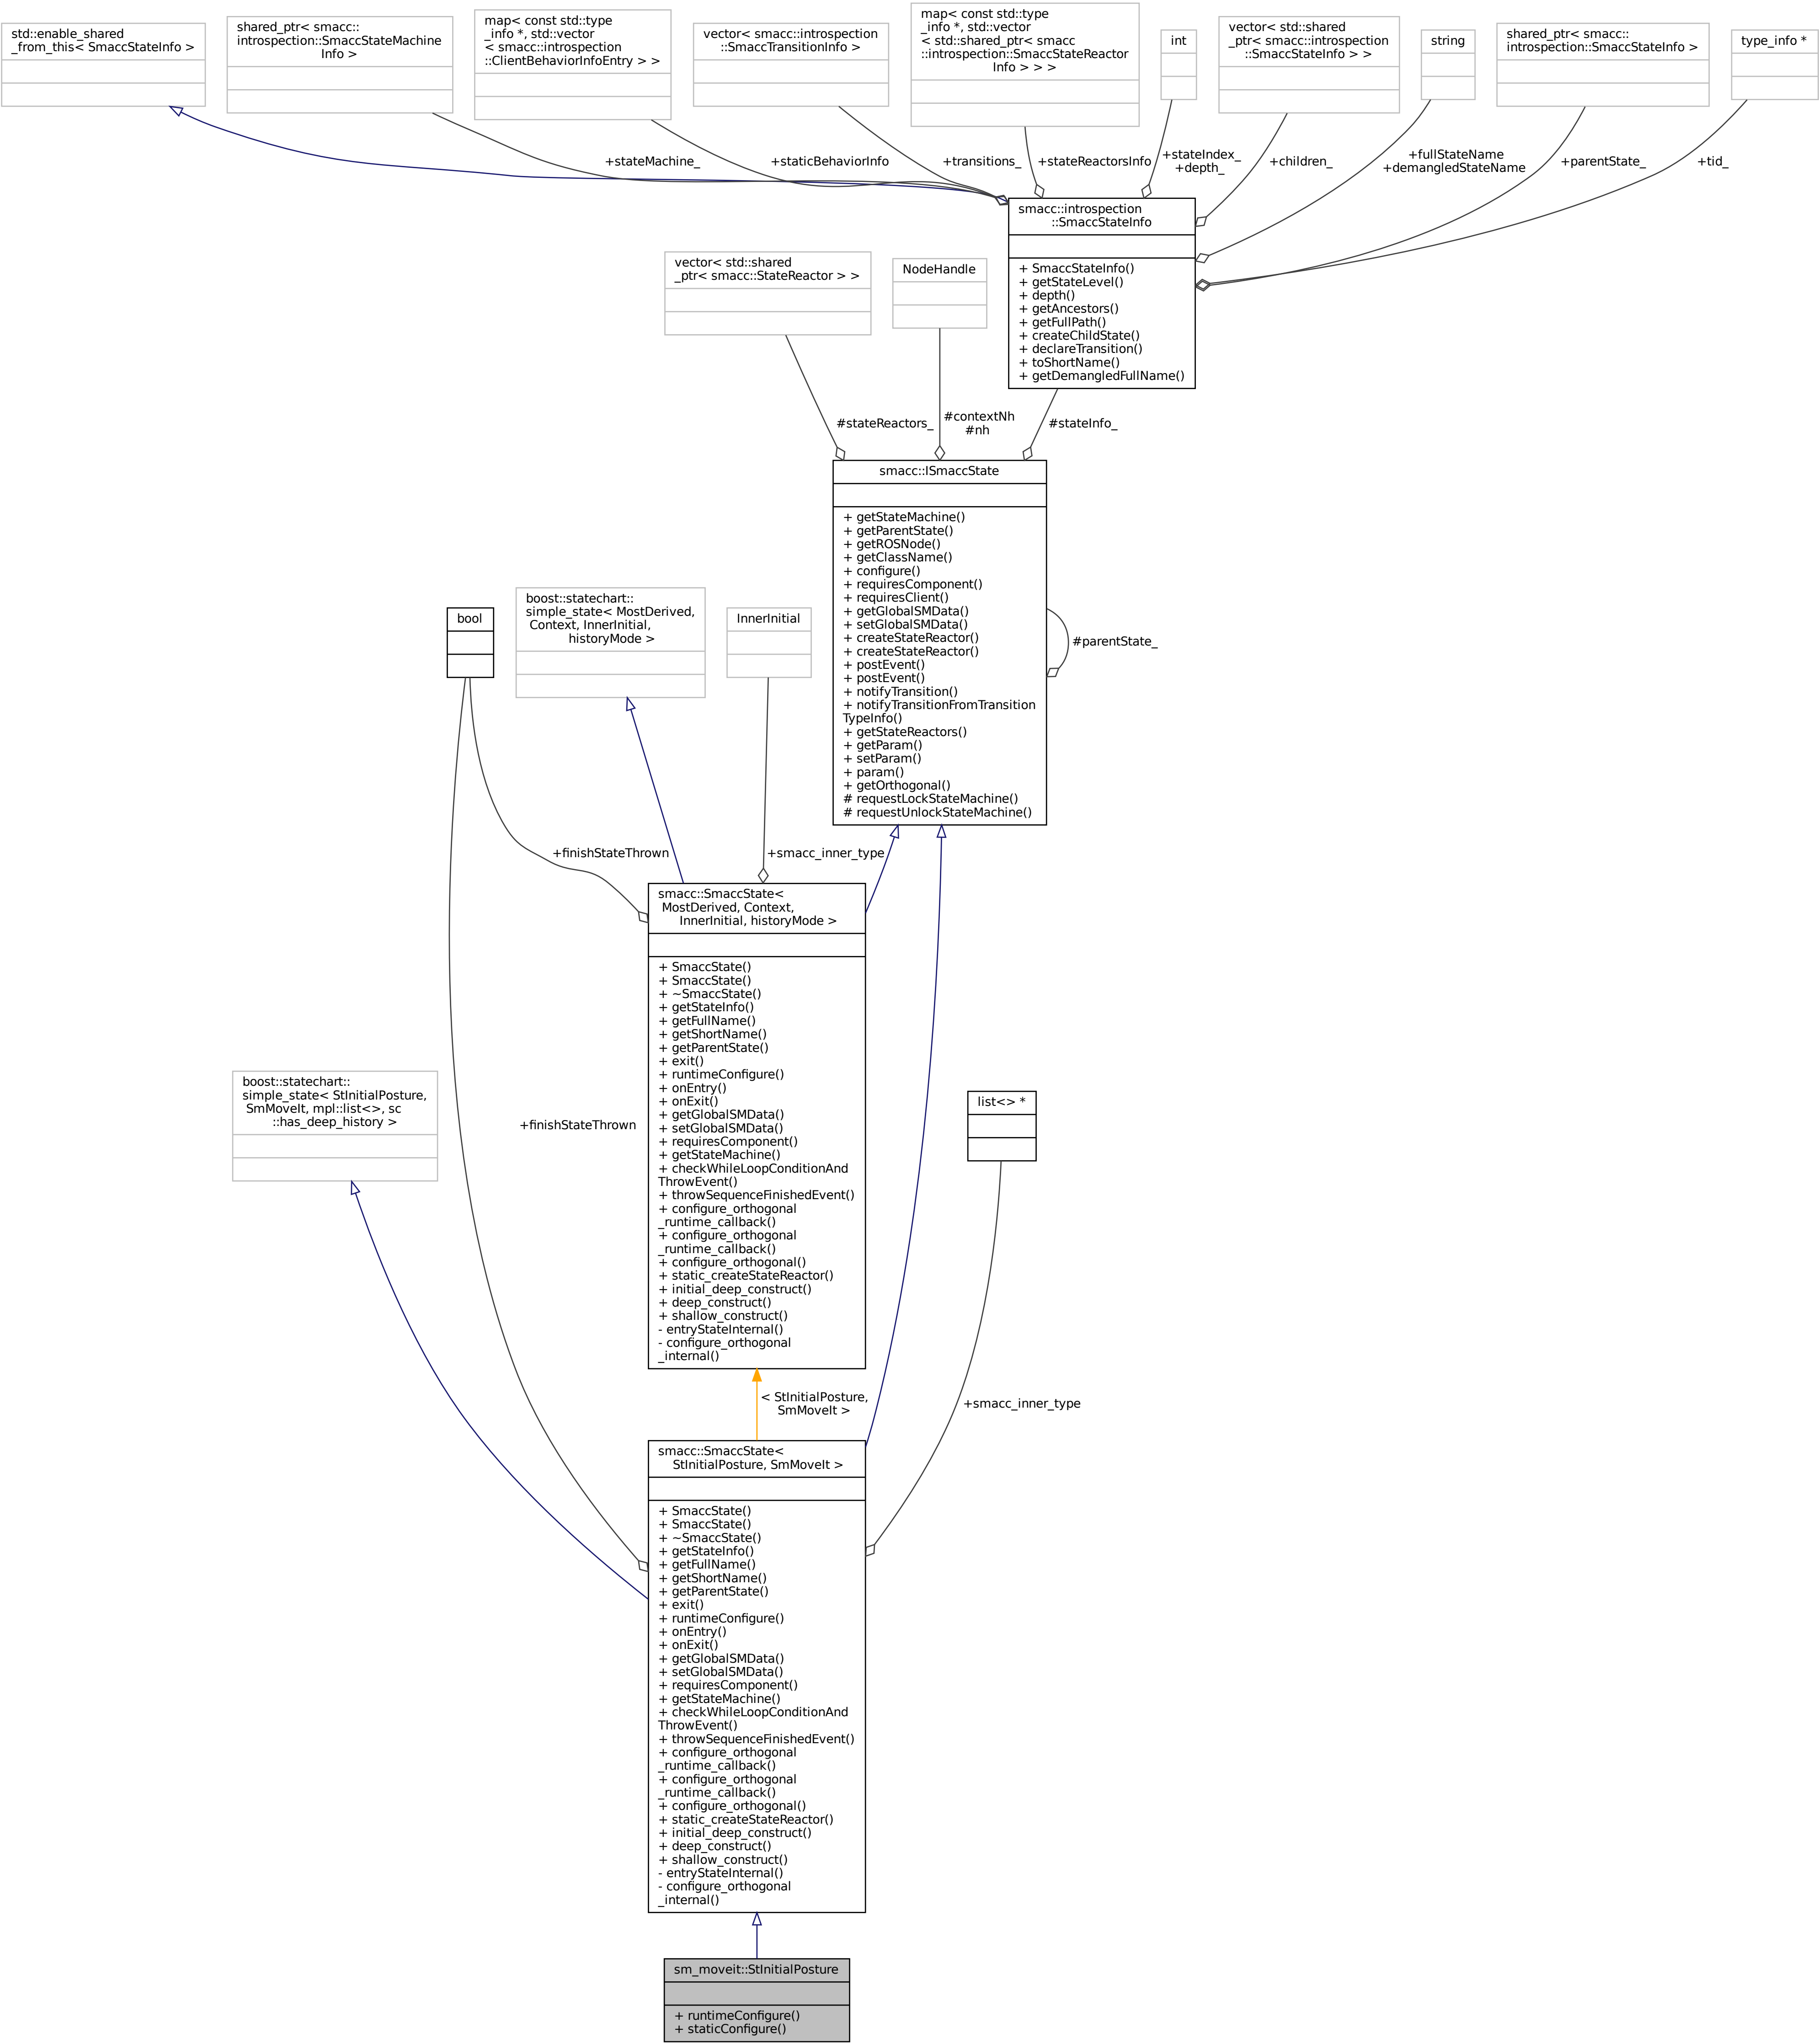 std::enable_shared
_from_this< SmaccStateInfo >
shared_ptr< smacc::
introspection::SmaccStateMachine
Info >
map< const std::type
_info *, std::vector
< smacc::introspection
::ClientBehaviorInfoEntry > >
vector< smacc::introspection
::SmaccTransitionInfo >
map< const std::type
_info *, std::vector
< std::shared_ptr< smacc
::introspection::SmaccStateReactor
Info > > >
int
vector< std::shared
_ptr< smacc::introspection
::SmaccStateInfo > >
string
shared_ptr< smacc::
introspection::SmaccStateInfo >
type_info *
+stateMachine_
+staticBehaviorInfo
+transitions_
+stateReactorsInfo
+stateIndex_
+depth_
+children_
+fullStateName
+demangledStateName
+parentState_
+tid_
smacc::introspection
::SmaccStateInfo
+ SmaccStateInfo()
+ getStateLevel()
+ depth()
+ getAncestors()
+ getFullPath()
+ createChildState()
+ declareTransition()
+ toShortName()
+ getDemangledFullName()
vector< std::shared
_ptr< smacc::StateReactor > >
NodeHandle
#stateReactors_
#contextNh
#nh
#stateInfo_
smacc::ISmaccState
+ getStateMachine()
+ getParentState()
+ getROSNode()
+ getClassName()
+ configure()
+ requiresComponent()
+ requiresClient()
+ getGlobalSMData()
+ setGlobalSMData()
+ createStateReactor()
+ createStateReactor()
+ postEvent()
+ postEvent()
+ notifyTransition()
+ notifyTransitionFromTransition
TypeInfo()
+ getStateReactors()
+ getParam()
+ setParam()
+ param()
+ getOrthogonal()
# requestLockStateMachine()
# requestUnlockStateMachine()
#parentState_
bool
boost::statechart::
simple_state< MostDerived,
Context, InnerInitial,
historyMode >
InnerInitial
+finishStateThrown
+smacc_inner_type
smacc::SmaccState<
MostDerived, Context,
InnerInitial, historyMode >
+ SmaccState()
+ SmaccState()
+ ~SmaccState()
+ getStateInfo()
+ getFullName()
+ getShortName()
+ getParentState()
+ exit()
+ runtimeConfigure()
+ onEntry()
+ onExit()
+ getGlobalSMData()
+ setGlobalSMData()
+ requiresComponent()
+ getStateMachine()
+ checkWhileLoopConditionAnd
ThrowEvent()
+ throwSequenceFinishedEvent()
+ configure_orthogonal
_runtime_callback()
+ configure_orthogonal
_runtime_callback()
+ configure_orthogonal()
+ static_createStateReactor()
+ initial_deep_construct()
+ deep_construct()
+ shallow_construct()
- entryStateInternal()
- configure_orthogonal
_internal()
boost::statechart::
simple_state< StInitialPosture,
SmMoveIt, mpl::list<>, sc
::has_deep_history >
+finishStateThrown
list<> *
< StInitialPosture,
SmMoveIt >
+smacc_inner_type
smacc::SmaccState<
StInitialPosture, SmMoveIt >
+ SmaccState()
+ SmaccState()
+ ~SmaccState()
+ getStateInfo()
+ getFullName()
+ getShortName()
+ getParentState()
+ exit()
+ runtimeConfigure()
+ onEntry()
+ onExit()
+ getGlobalSMData()
+ setGlobalSMData()
+ requiresComponent()
+ getStateMachine()
+ checkWhileLoopConditionAnd
ThrowEvent()
+ throwSequenceFinishedEvent()
+ configure_orthogonal
_runtime_callback()
+ configure_orthogonal
_runtime_callback()
+ configure_orthogonal()
+ static_createStateReactor()
+ initial_deep_construct()
+ deep_construct()
+ shallow_construct()
- entryStateInternal()
- configure_orthogonal
_internal()
sm_moveit::StInitialPosture
+ runtimeConfigure()
+ staticConfigure()